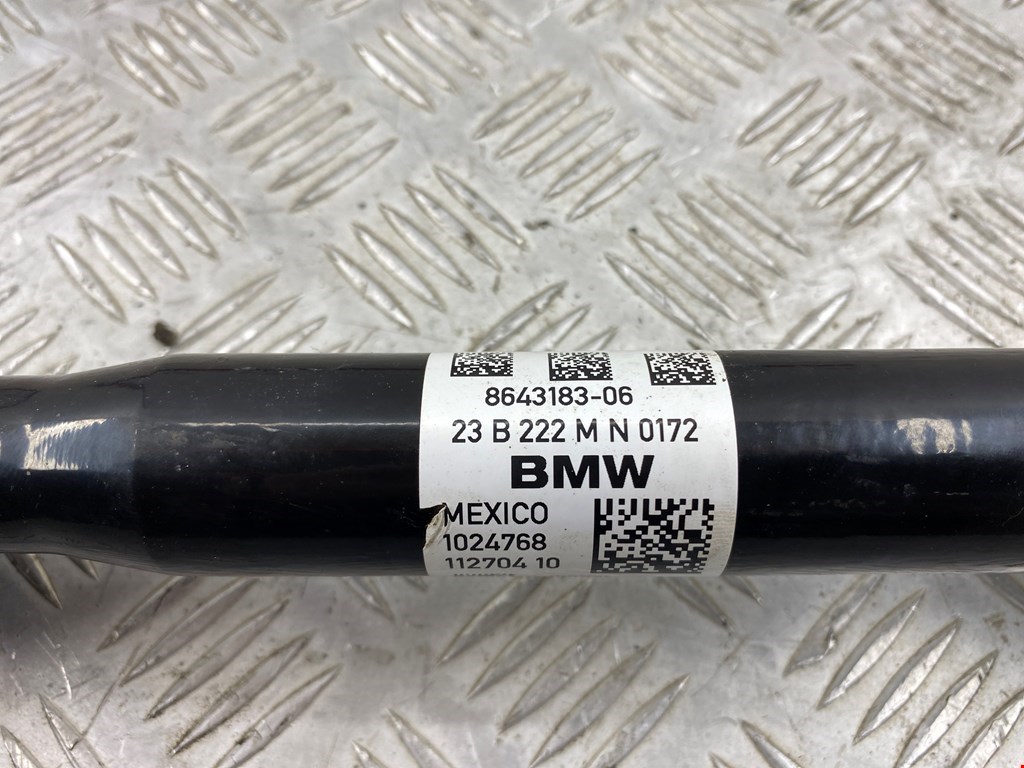 8643183-06
23 B 222 M N 0172
BMW
MEXICO
1024768
112704 10